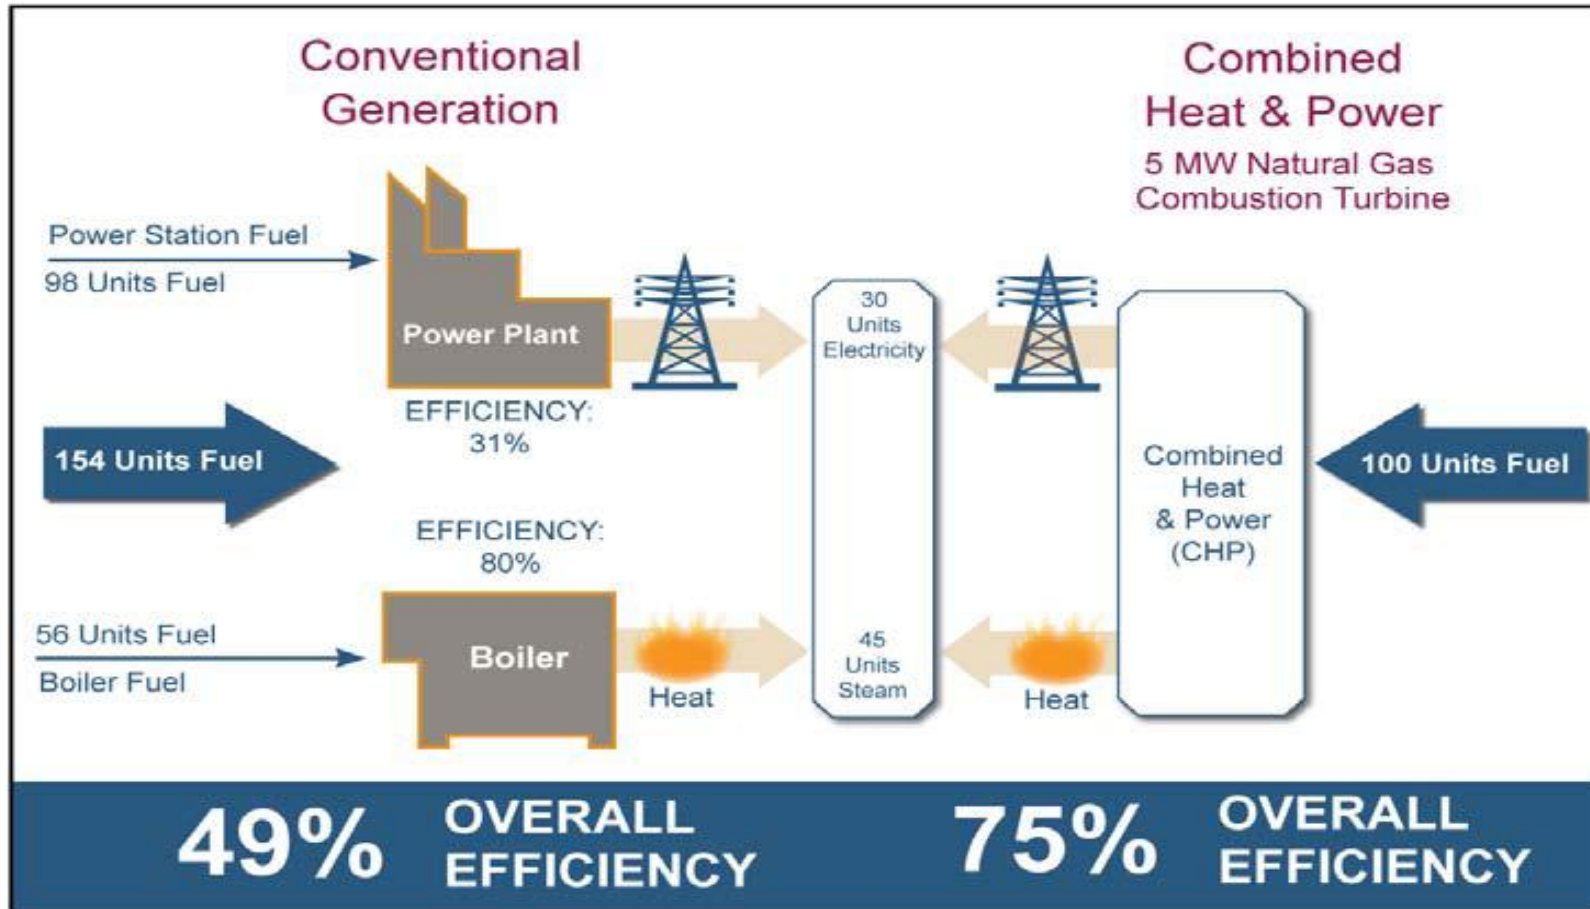 Conventional
Generation
Combined
Heat & Power
5 MW Natural Gas
Combustion Turbine
Power Station Fuel
98 Units Fuel
Power Plant
EFFICIENCY:
31%
154 Units Fuel
EFFICIENCY:
80%
56 Units Fuel
Boiler Fuel
Boiler
Heat
30
Units
Electricity
45
Units
Steam
Heat
Combined
Heat
& Power
(CHP)
100 Units Fuel
49%
OVERALL
EFFICIENCY
75%
OVERALL
EFFICIENCY